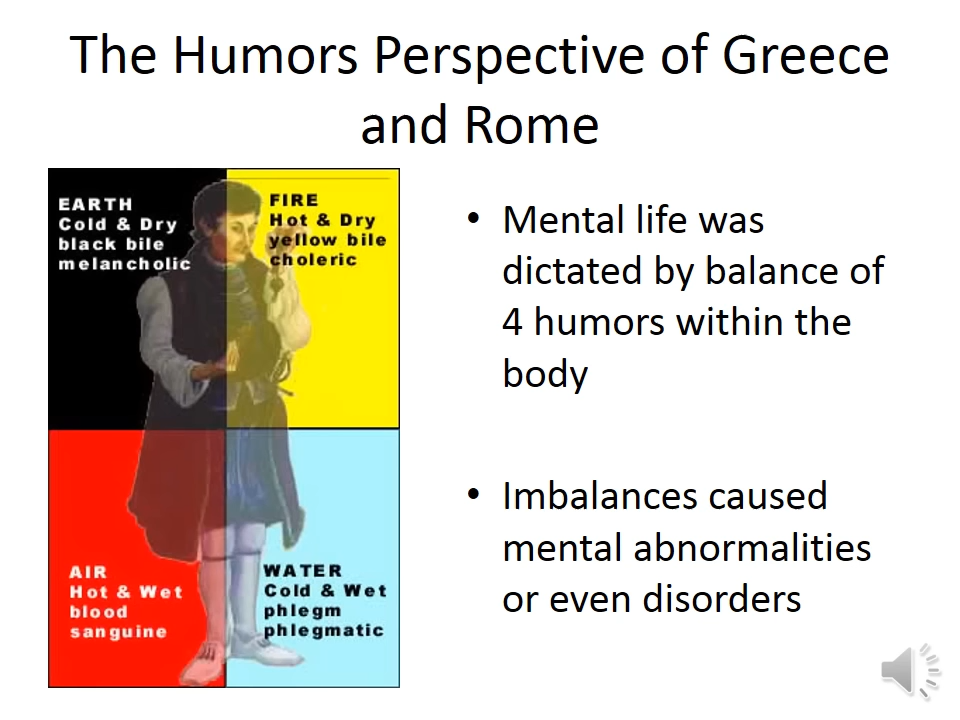 The Humors Perspective of Greece
and Rome
EARTH
Cold & Dry
black bile
melancholic
FIRE
Hot & Dry
yellow bile
choleric
AIR
Hot & Wet
blood
sanguine
WATER
Cold & Wet
phlegm
phlegmatic
• Mental life was
dictated by balance of
4 humors within the
body
• Imbalances caused
mental abnormalities
or even disorders